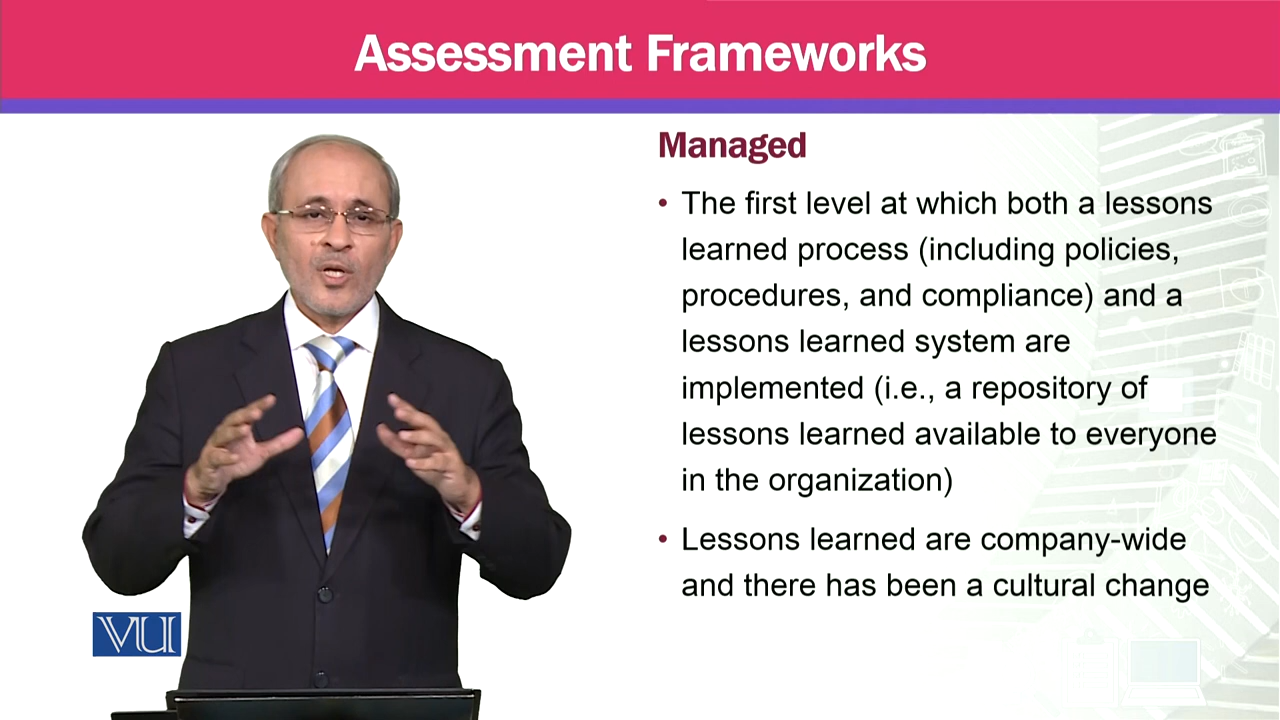 Assessment Frameworks
Managed
• The first level at which both a lessons
learned process (including policies,
procedures, and compliance) and a
lessons learned system are
implemented (i.e., a repository of
lessons learned available to everyone
in the organization)
• Lessons learned are company-wide
and there has been a cultural change
VU